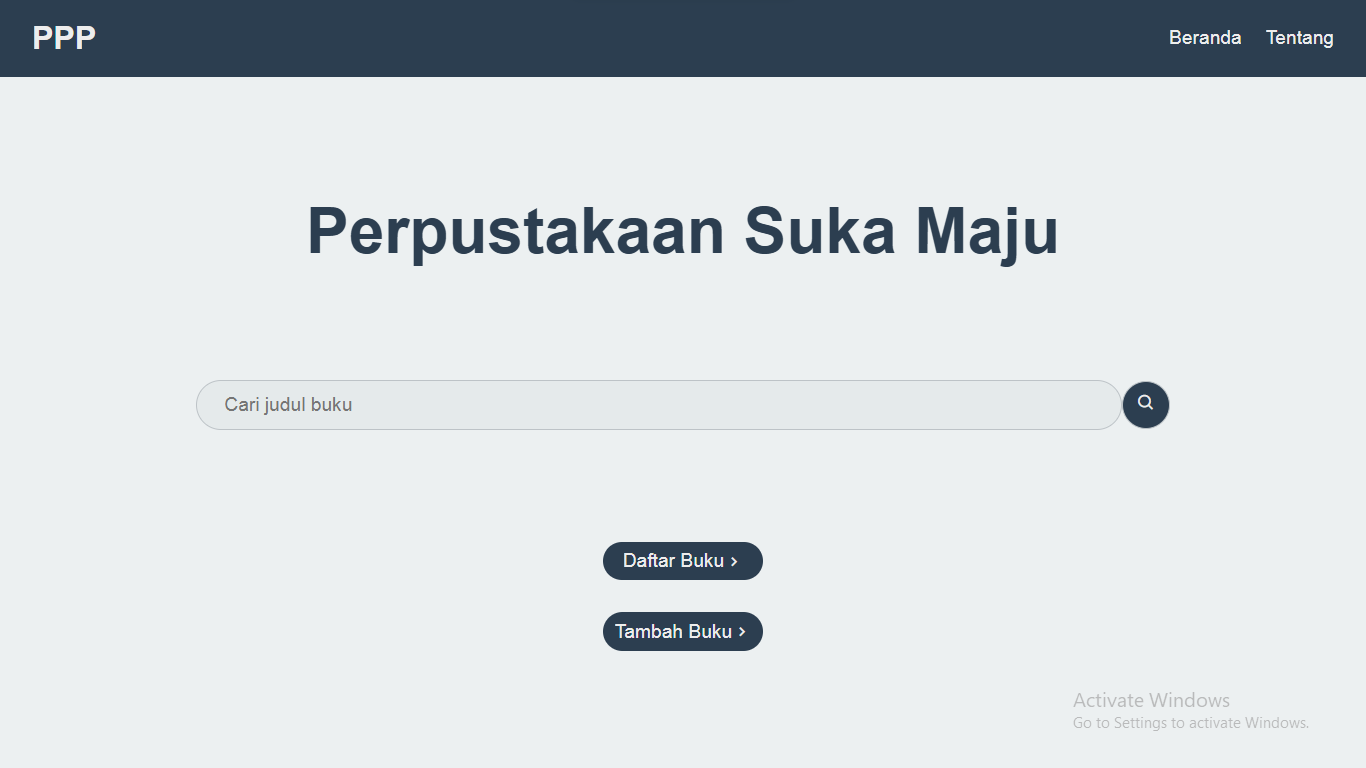 PPP
Beranda Tentang
Perpustakaan Suka Maju
Cari judul buku
Daftar Buku ›
Tambah Buku ›
Activate Windows
Go to Settings to activate Windows.